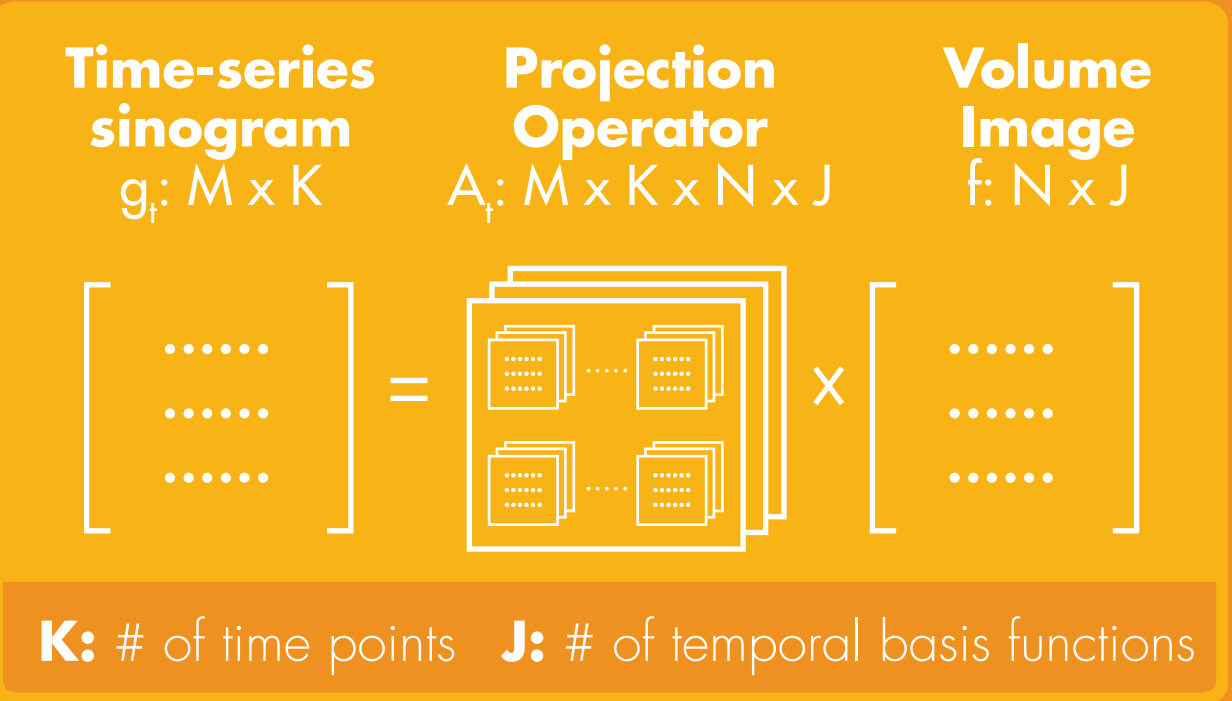 Time-series
sinogram
gₜ: M x K
Projection
Operator
Aₜ: M x K x N x J
Volume
Image
f: N x J
=
x
K: # of time points J: # of temporal basis functions